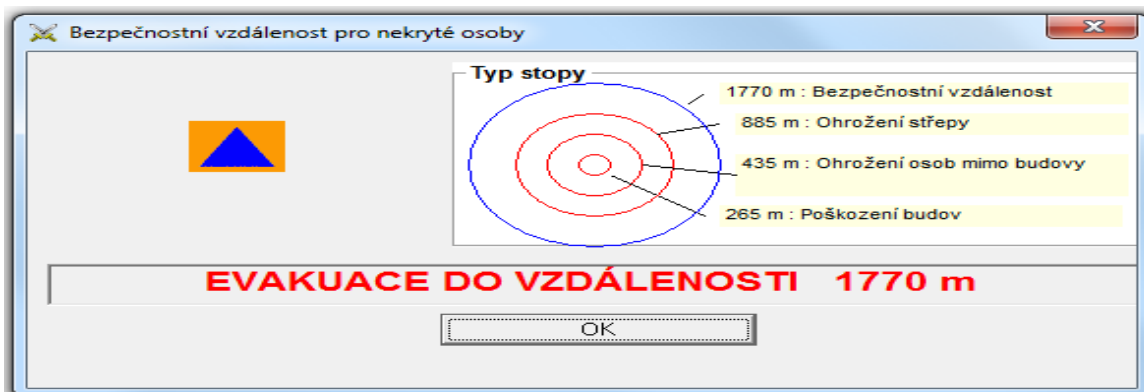 Bezpečnostní vzdálenost pro nekryté osoby
Typ stopy
1770 m : Bezpečnostní vzdálenost
885 m : Ohrožení střepy
435 m : Ohrožení osob mimo budovy
265 m : Poškození budov
EVAKUACE DO VZDÁLENOSTI 1770 m
OK